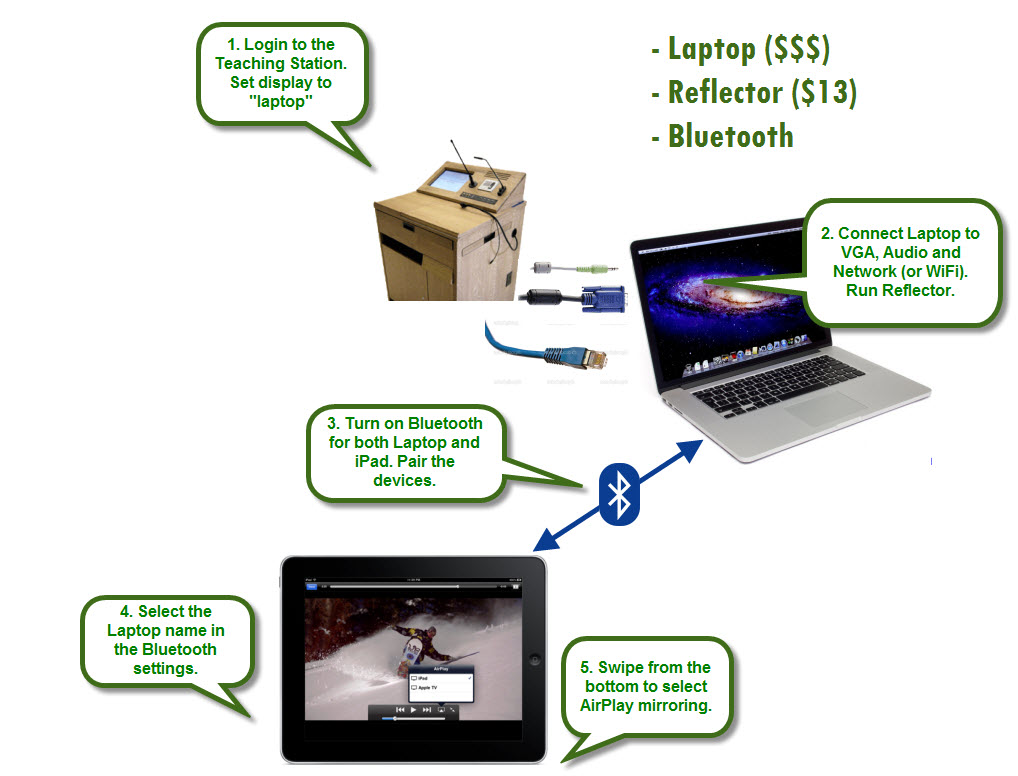 1. Login to the
Teaching Station.
Set display to
"laptop"
- Laptop ($$$)
- Reflector ($13)
- Bluetooth
2. Connect Laptop to
VGA, Audio and
Network (or WiFi).
Run Reflector.
3. Turn on Bluetooth
for both Laptop and
iPad. Pair the
devices.
4. Select the
Laptop name in
the Bluetooth
settings.
AirPlay
iPad
Apple TV
5. Swipe from the
bottom to select
AirPlay mirroring.